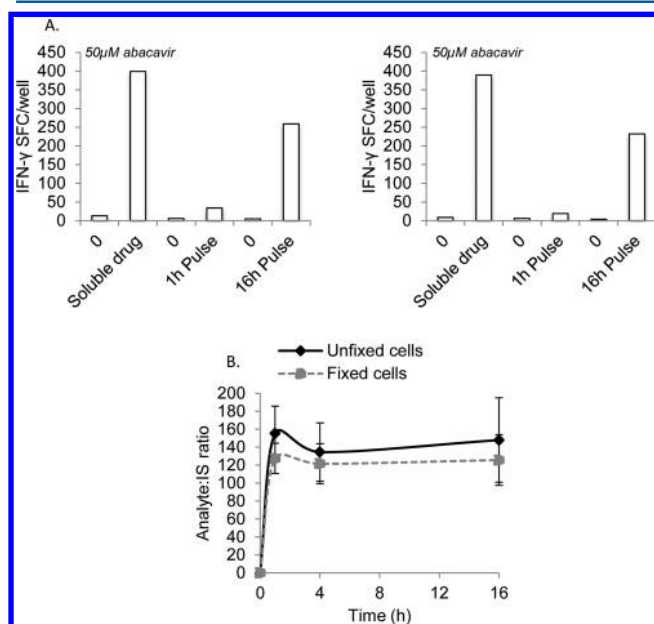 A.
50μM abacavir
IFN-γ SFC/well
450
400
350
300
250
200
150
100
50
0
0
Soluble drug
0
1h Pulse
0
16h Pulse
50μM abacavir
IFN-γ SFC/well
450
400
350
300
250
200
150
100
50
0
0
Soluble drug
0
1h Pulse
0
16h Pulse
B.
Unfixed cells
Fixed cells
Analyte:IS ratio
200
180
160
140
120
100
80
60
40
20
0
0 4 8 12 16
Time (h)